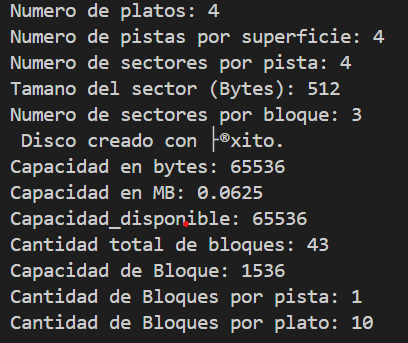 Numero de platos: 4
Numero de pistas por superficie: 4
Numero de sectores por pista: 4
Tamano del sector (Bytes): 512
Numero de sectores por bloque: 3
Disco creado con ├®xito.
Capacidad en bytes: 65536
Capacidad en MB: 0.0625
Capacidad_disponible: 65536
Cantidad total de bloques: 43
Capacidad de Bloque: 1536
Cantidad de Bloques por pista: 1
Cantidad de Bloques por plato: 10